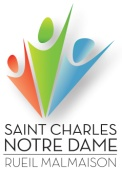 SAINT CHARLES
NOTRE DAME
RUEIL MALMAISON